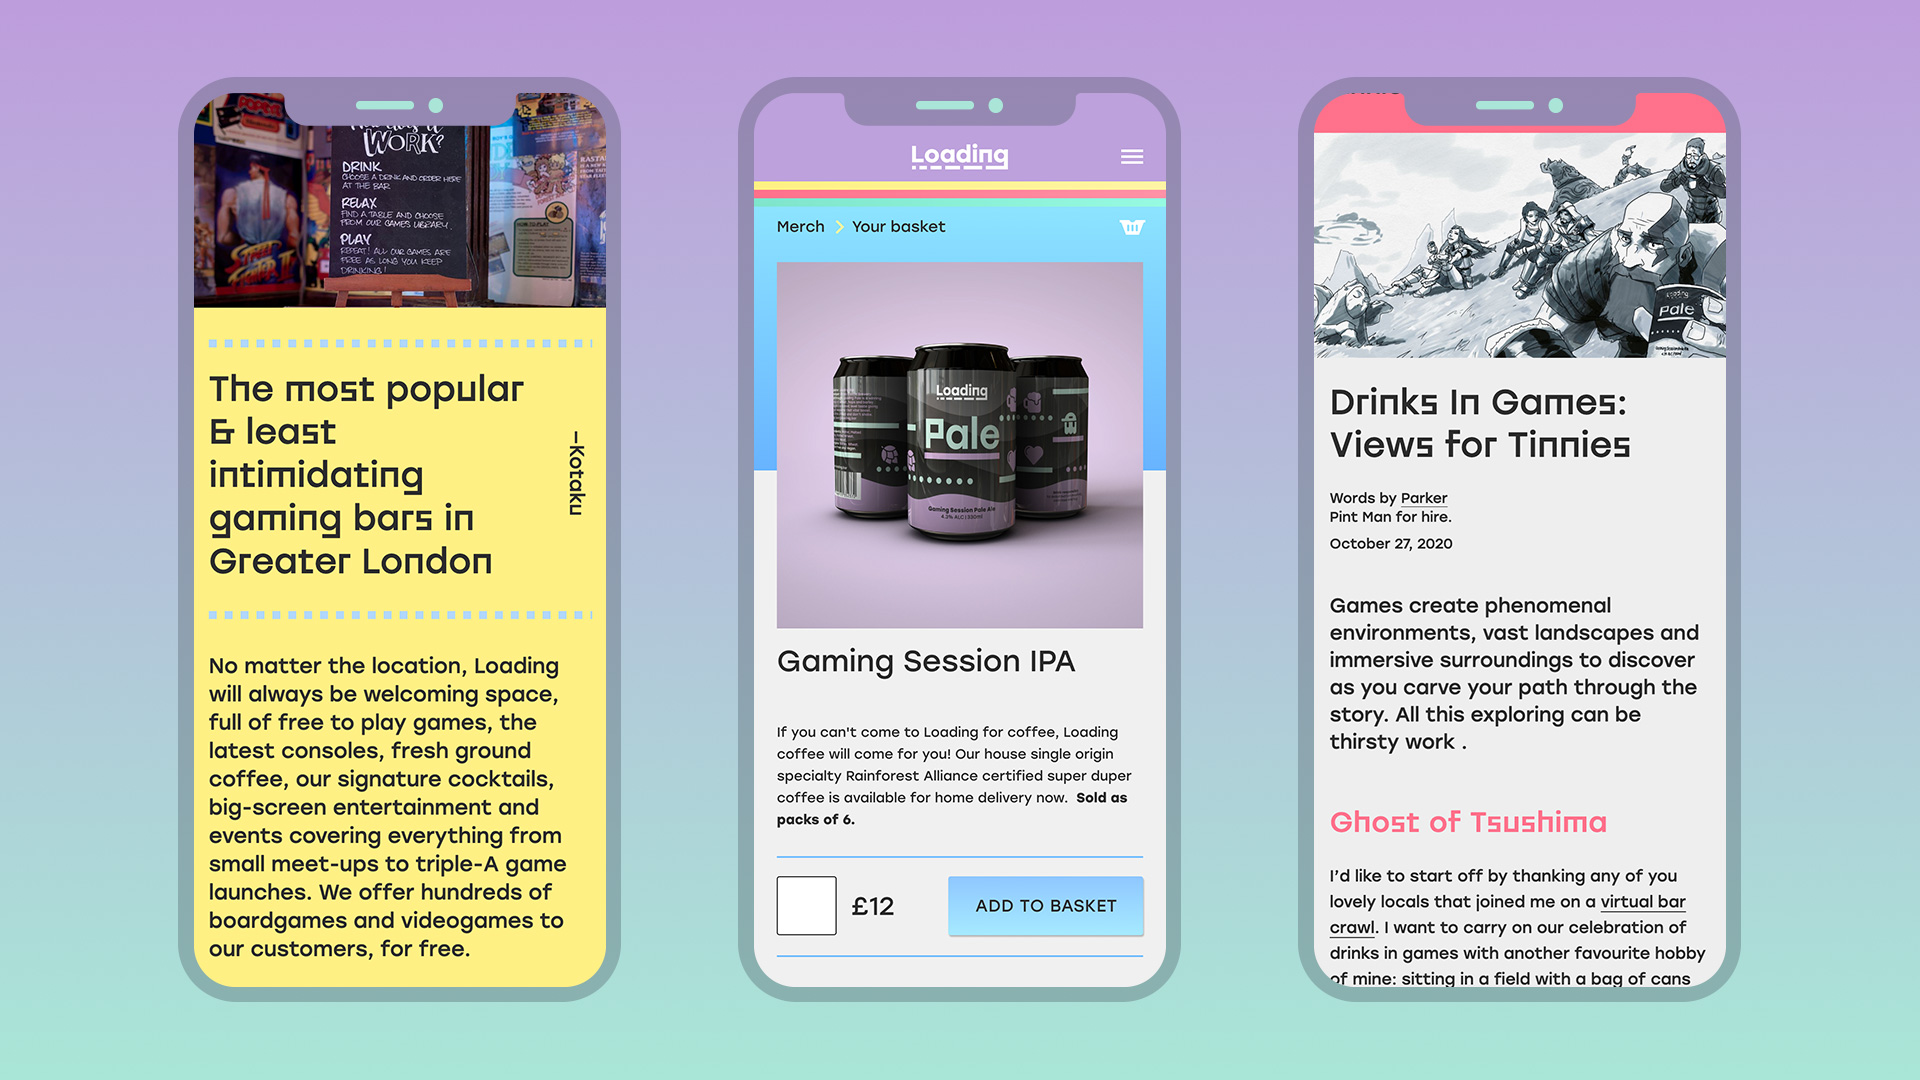 WORK?
DRINK
CHOOSE A DRINK AND ORDER HERE
AT THE BAR
RELAX
FIND A TABLE AND CHOOSE
FROM OUR GAMES LIBRARY.
PLAY
REPEAT! ALL OUR GAMES ARE
FREE AS LONG YOU KEEP
DRINKING!
STREET
FIGHTER II
The most popular
& least
intimidating
gaming bars in
Greater London
–Kotaku
No matter the location, Loading
will always be welcoming space,
full of free to play games, the
latest consoles, fresh ground
coffee, our signature cocktails,
big-screen entertainment and
events covering everything from
small meet-ups to triple-A game
launches. We offer hundreds of
boardgames and videogames to
our customers, for free.
Loading
Merch
Your basket
Loading
Pale
Gaming Session Pale Ale
4.2% ALC | 330ml
Gaming Session IPA
If you can't come to Loading for coffee, Loading
coffee will come for you! Our house single origin
specialty Rainforest Alliance certified super duper
coffee is available for home delivery now. Sold as
packs of 6.
£12
ADD TO BASKET
Loading
Pale
Drinks In Games:
Views for Tinnies
Words by Parker
Pint Man for hire.
October 27, 2020
Games create phenomenal
environments, vast landscapes and
immersive surroundings to discover
as you carve your path through the
story. All this exploring can be
thirsty work .
Ghost of Tsushima
I’d like to start off by thanking any of you
lovely locals that joined me on a virtual bar
crawl. I want to carry on our celebration of
drinks in games with another favourite hobby
of mine: sitting in a field with a bag of cans